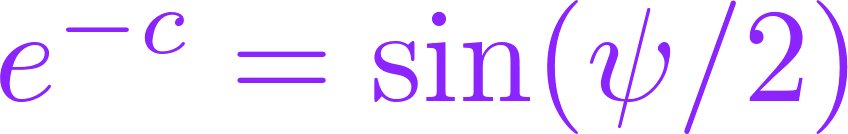 e^{-c} = sin(ψ/2)